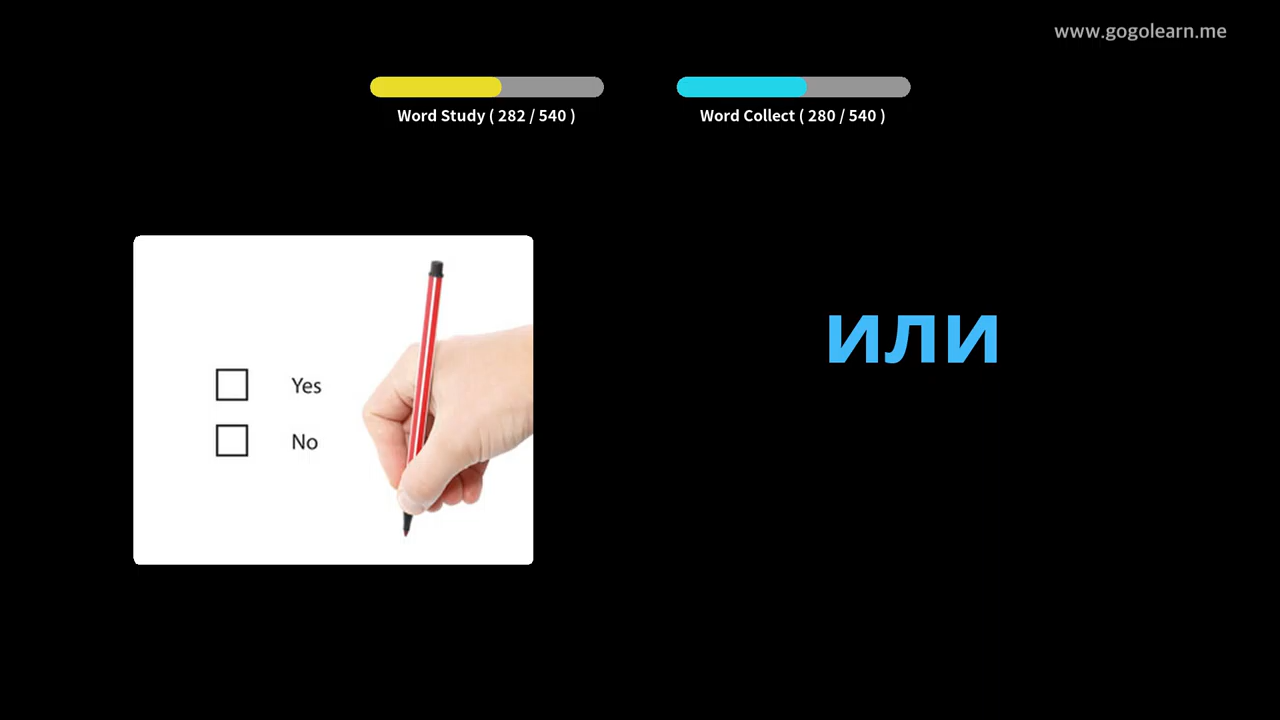 www.gogolearn.me
Word Study ( 282 / 540 )
Word Collect ( 280 / 540 )
Yes
No
или